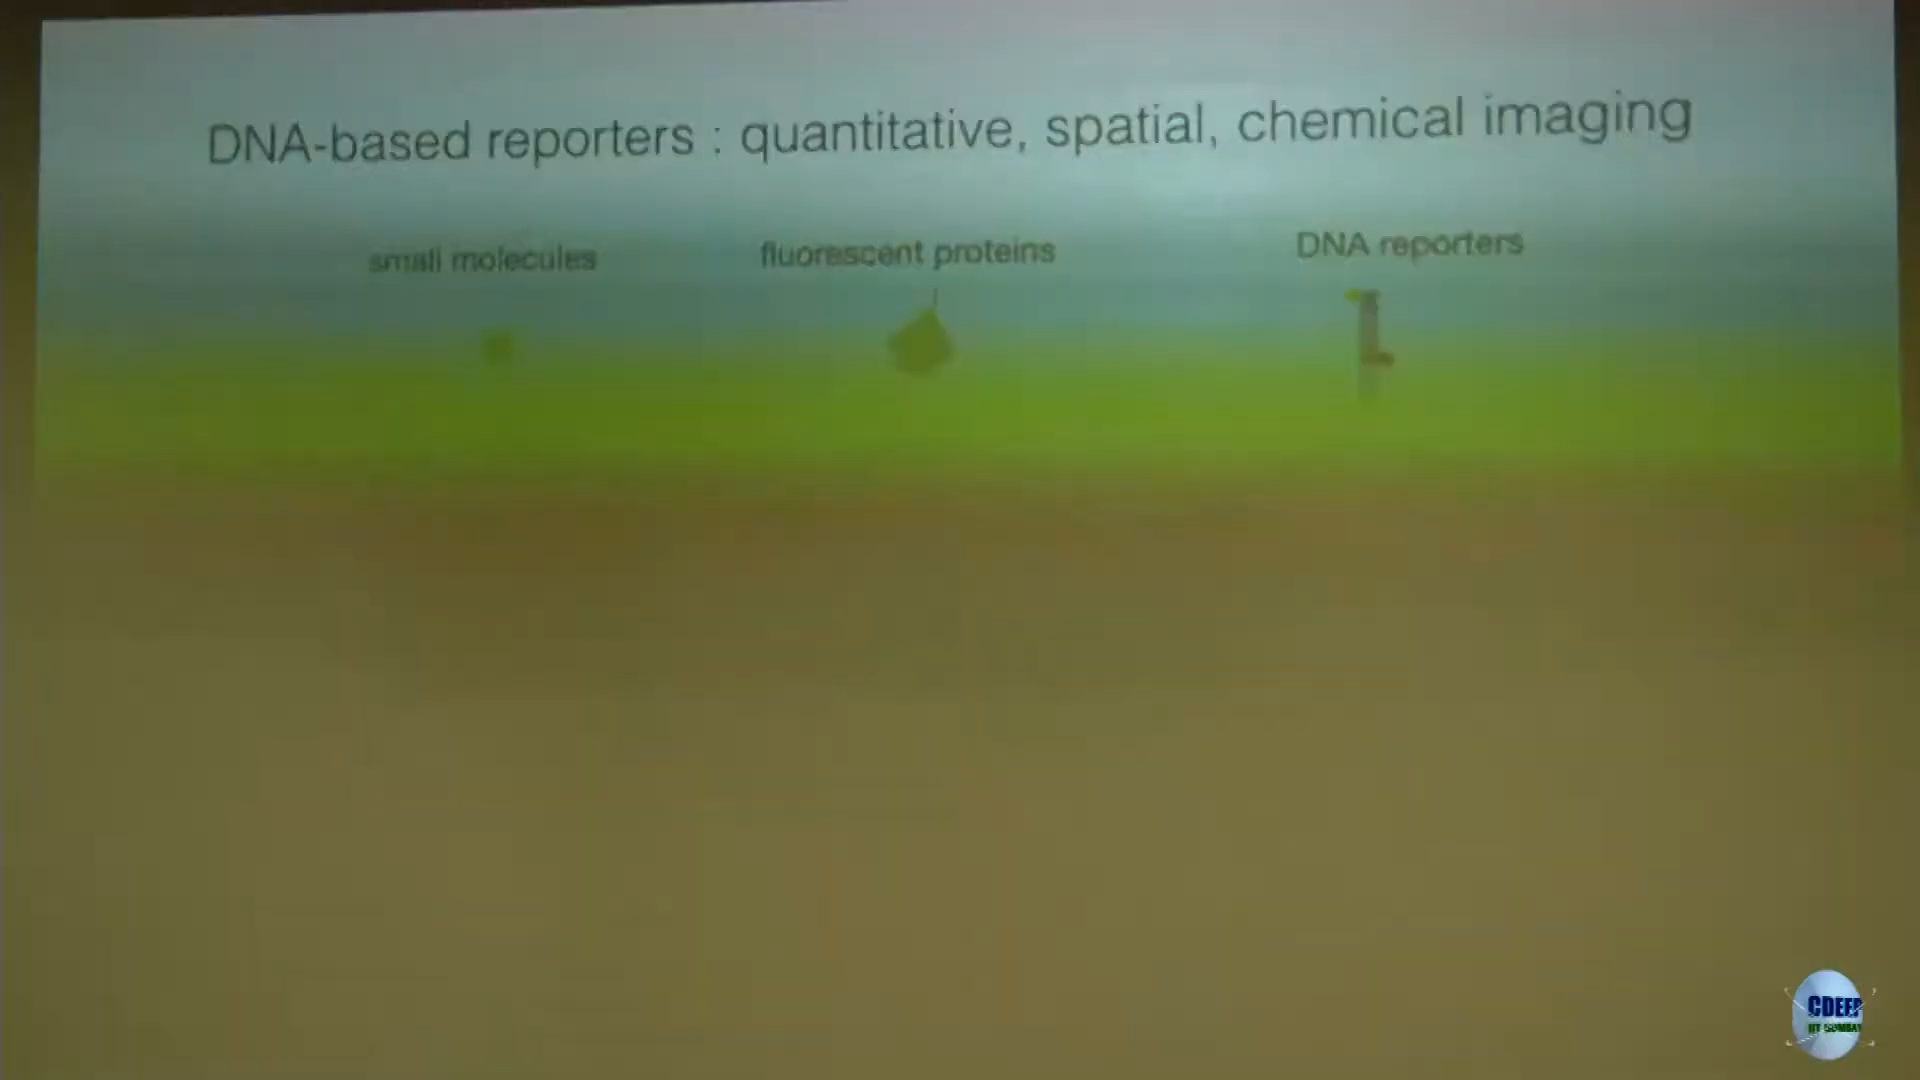 DNA-based reporters : quantitative, spatial, chemical imaging
small molecules fluorescent proteins DNA reporters
CDEEP
IIT BOMBAY